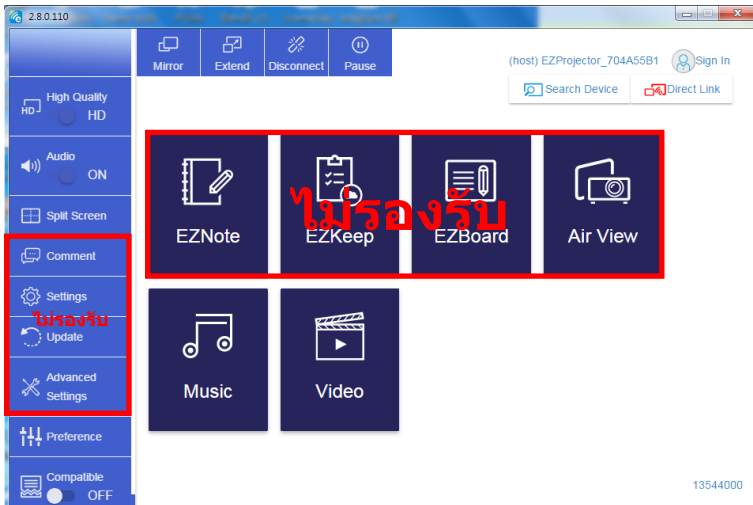 2.8.0.110
Mirror
Extend
Disconnect
Pause
(host) EZProjector_704A55B1
Sign In
Search Device
Direct Link
High Quality
HD
HD
Audio
ON
Split Screen
Comment
Settings
ไม่รองรับ
Update
Advanced
Settings
Preference
Compatible
OFF
ไม่รองรับ
EZNote
EZKeep
EZBoard
Air View
Music
Video
13544000